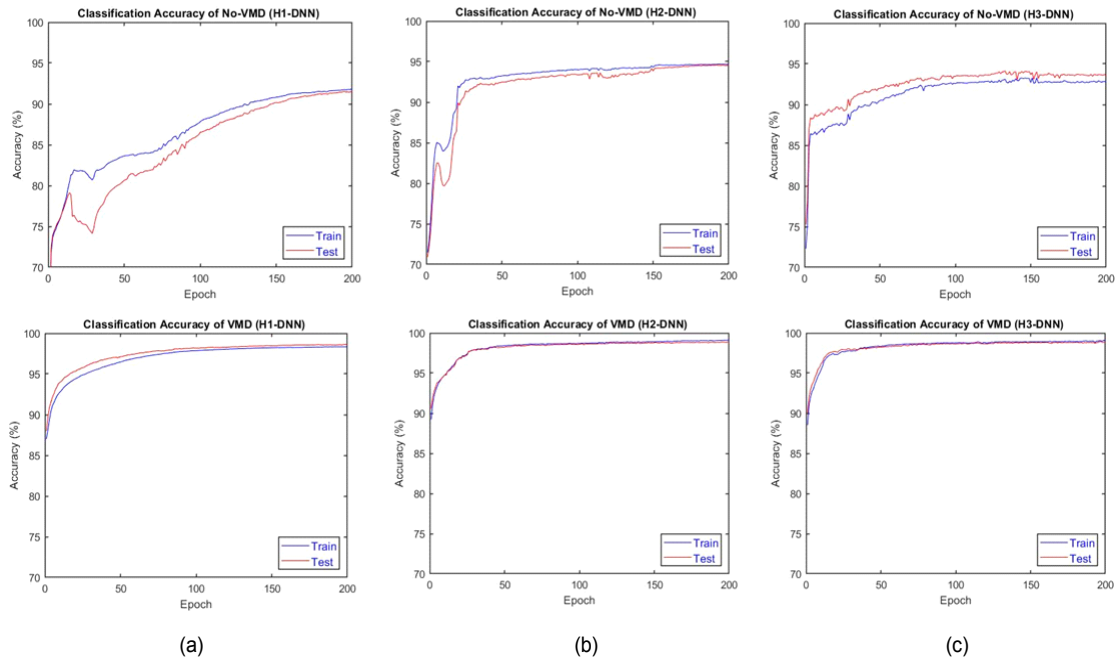 Classification Accuracy of No-VMD (H1-DNN)
100
95
90
85
80
75
70
Accuracy (%)
0
50
100
150
200
Epoch
Train
Test
Classification Accuracy of No-VMD (H2-DNN)
100
95
90
85
80
75
70
Accuracy (%)
0
50
100
150
200
Epoch
Train
Test
Classification Accuracy of No-VMD (H3-DNN)
100
95
90
85
80
75
70
Accuracy (%)
0
50
100
150
200
Epoch
Train
Test
Classification Accuracy of VMD (H1-DNN)
100
95
90
85
80
75
70
Accuracy (%)
0
50
100
150
200
Epoch
Train
Test
Classification Accuracy of VMD (H2-DNN)
100
95
90
85
80
75
70
Accuracy (%)
0
50
100
150
200
Epoch
Train
Test
Classification Accuracy of VMD (H3-DNN)
100
95
90
85
80
75
70
Accuracy (%)
0
50
100
150
200
Epoch
Train
Test
(a)
(b)
(c)